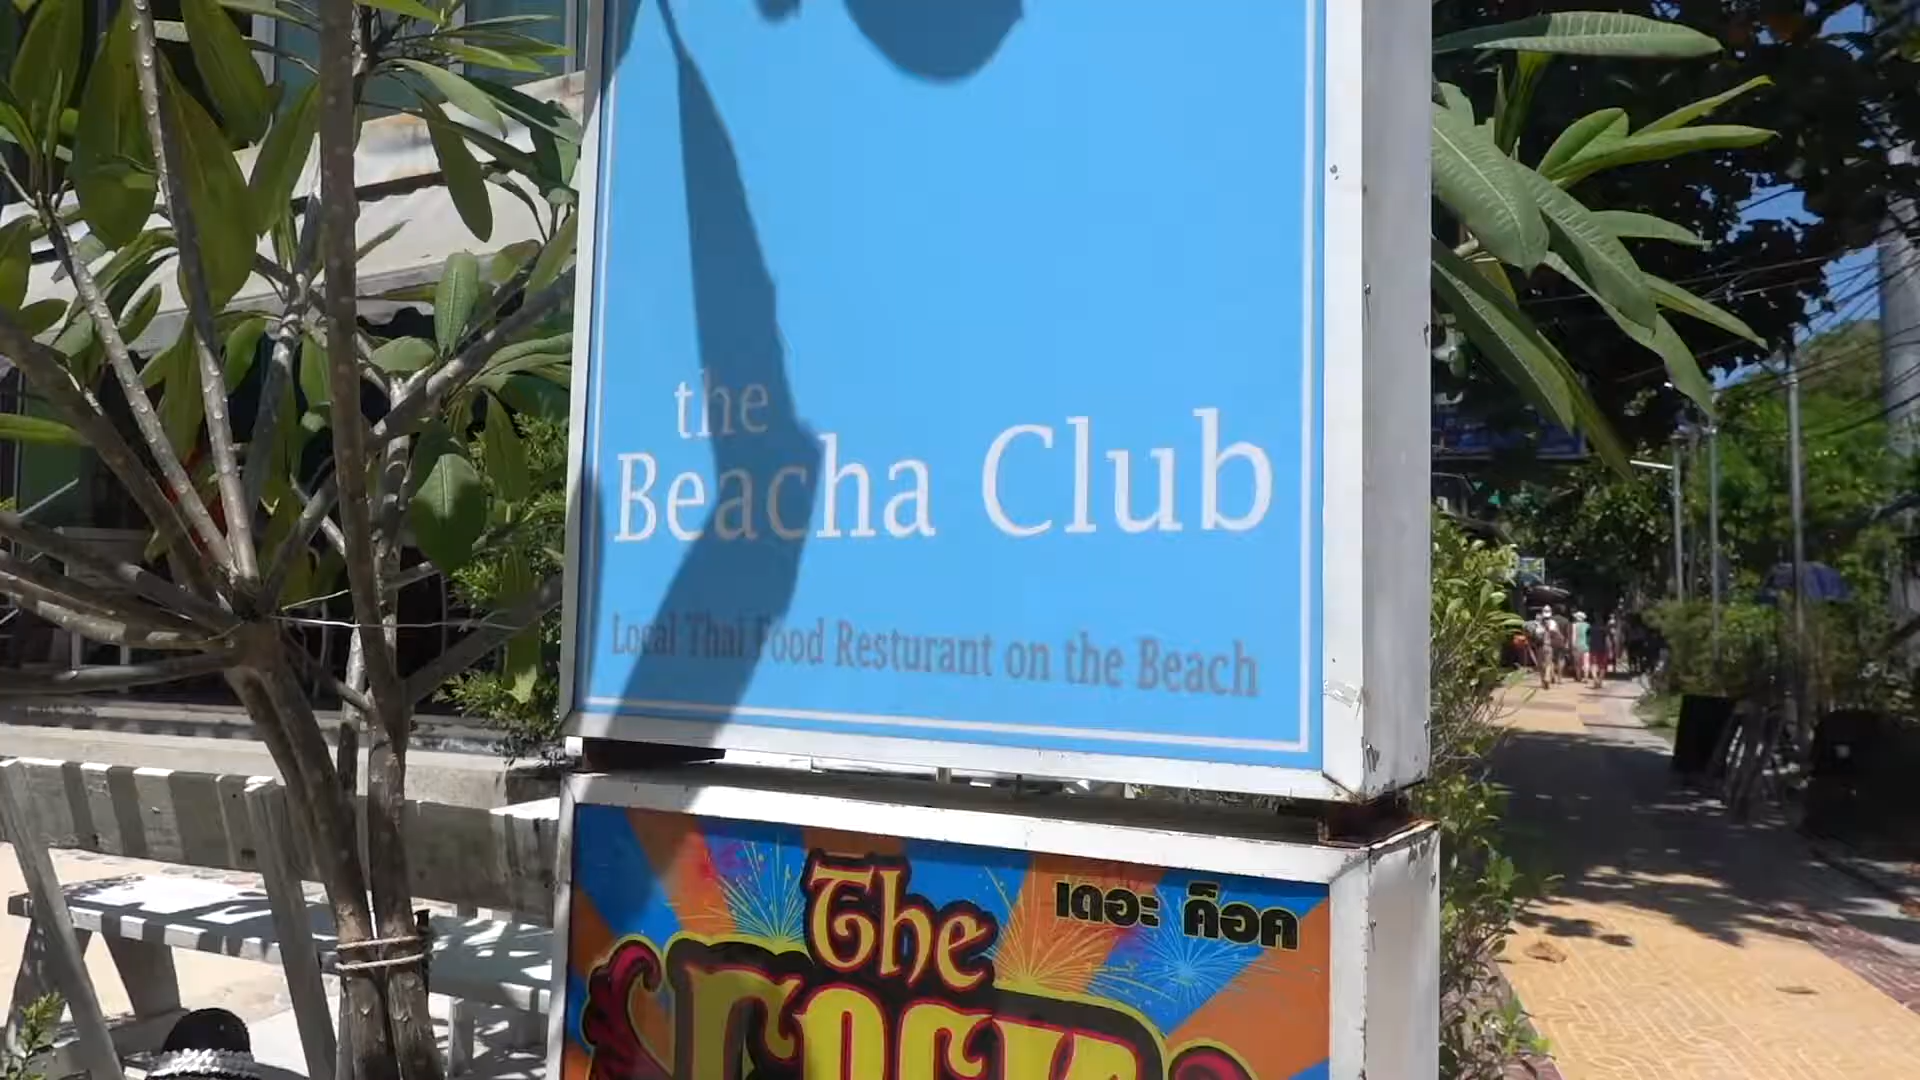 the
Beacha Club
Local Thai Food Resturant on the Beach
The
เดอะ ค็อค